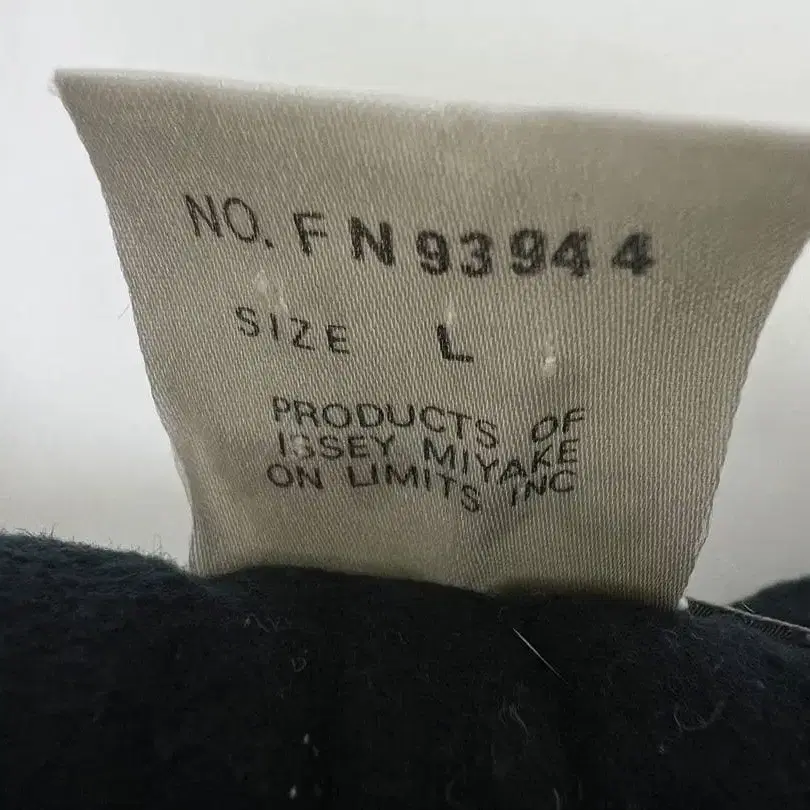 NO. FN93944
SIZE L
PRODUCTS OF
ISSEY MIYAKE
ON LIMITS INC